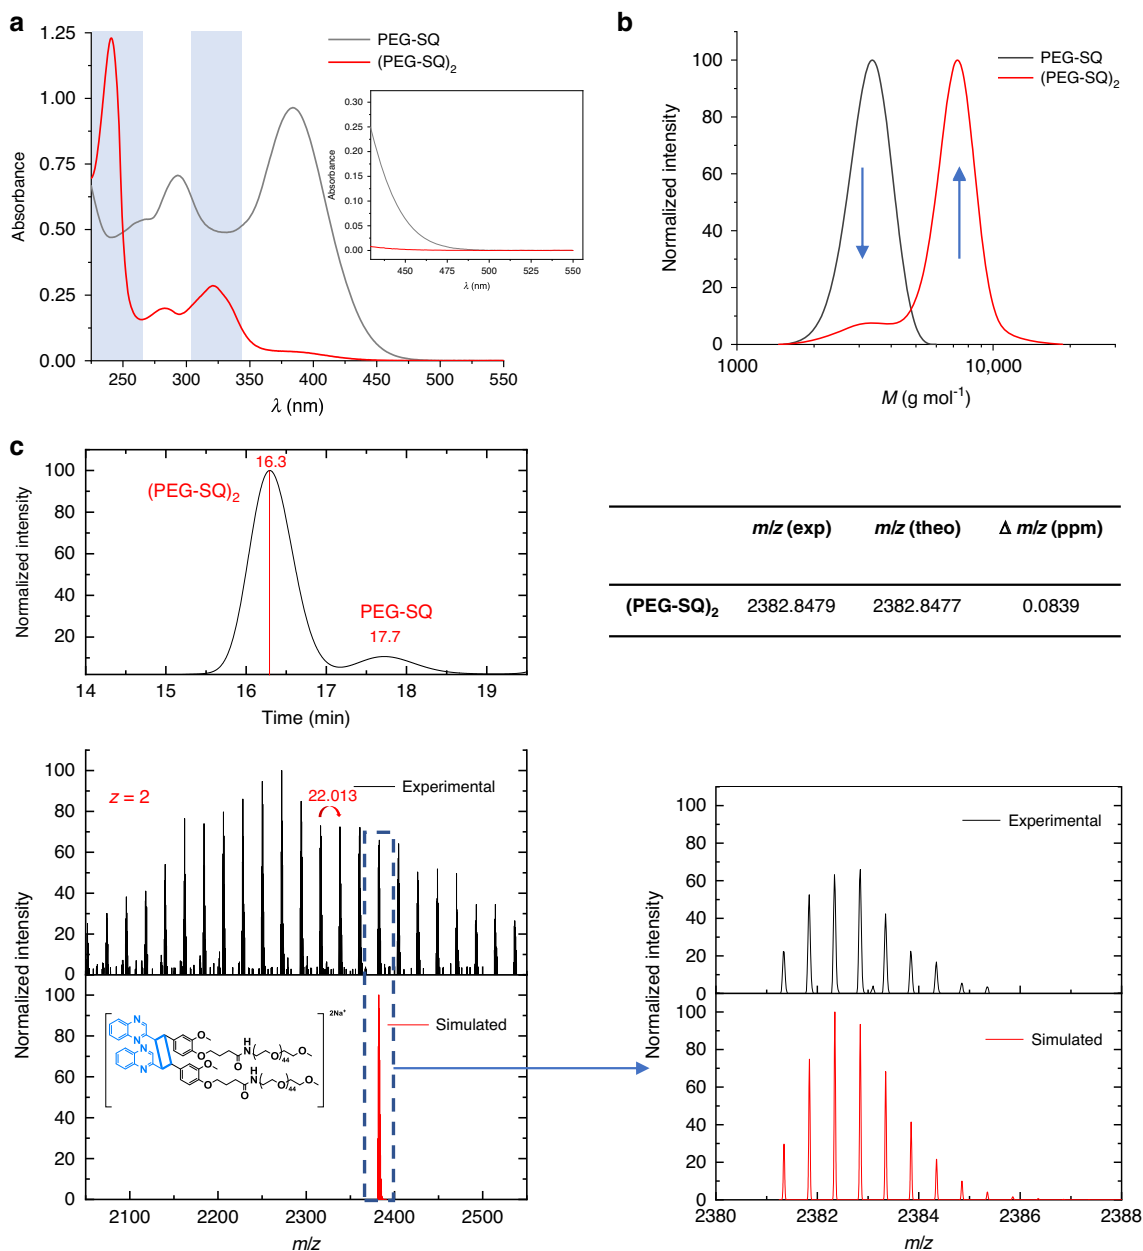 a
PEG-SQ
(PEG-SQ)2
1.25
1.00
0.75
0.50
0.25
0.00
Absorbance
250 300 350 400 450 500 550
λ (nm)
0.30
0.25
0.20
0.15
0.10
0.05
0.00
Absorbance
450 475 500 525 550
λ (nm)
b
PEG-SQ
(PEG-SQ)2
100
80
60
40
20
0
Normalized intensity
1000 10,000
M (g mol-1)
c
16.3
(PEG-SQ)2
PEG-SQ
17.7
100
80
60
40
20
Normalized intensity
14 15 16 17 18 19
Time (min)
m/z (exp) m/z (theo) Δ m/z (ppm)
(PEG-SQ)2 2382.8479 2382.8477 0.0839
z = 2
22.013
Experimental
100
80
60
40
20
0
Normalized intensity
Simulated
100
80
60
40
20
0
Normalized intensity
2Na+
N
N
N
N
O
O
O
H
N
O
44
O
O
O
O
H
N
O
44
O
2100 2200 2300 2400 2500
m/z
Experimental
100
80
60
40
20
0
Normalized intensity
Simulated
100
80
60
40
20
0
2380 2382 2384 2386 2388
m/z